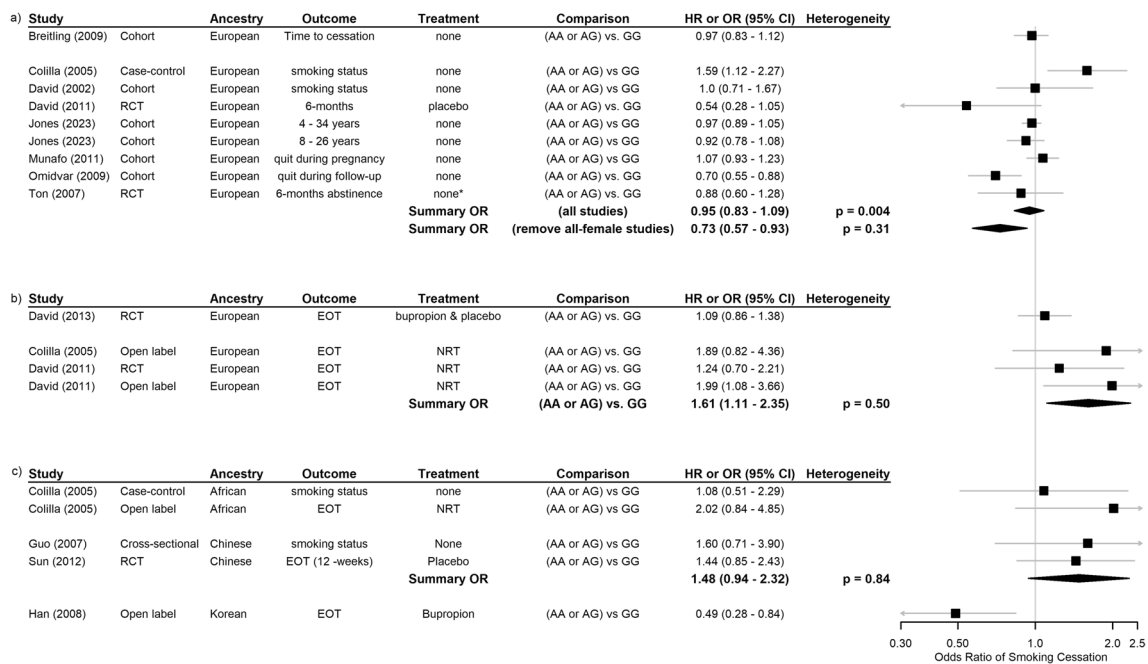 a) Study Ancestry Outcome Treatment Comparison HR or OR (95% CI) Heterogeneity
Breitling (2009) Cohort European Time to cessation none (AA or AG) vs. GG 0.97 (0.83 - 1.12)
Colilla (2005) Case-control European smoking status none (AA or AG) vs GG 1.59 (1.12 - 2.27)
David (2002) Cohort European smoking status none (AA or AG) vs. GG 1.0 (0.71 - 1.67)
David (2011) RCT European 6-months placebo (AA or AG) vs. GG 0.54 (0.28 - 1.05)
Jones (2023) Cohort European 4 - 34 years none (AA or AG) vs. GG 0.97 (0.89 - 1.05)
Jones (2023) Cohort European 8 - 26 years none (AA or AG) vs. GG 0.92 (0.78 - 1.08)
Munafo (2011) Cohort European quit during pregnancy none (AA or AG) vs. GG 1.07 (0.93 - 1.23)
Omidvar (2009) Cohort European quit during follow-up none (AA or AG) vs. GG 0.70 (0.55 - 0.88)
Ton (2007) RCT European 6-months abstinence none* (AA or AG) vs. GG 0.88 (0.60 - 1.28)
Summary OR (all studies) 0.95 (0.83 - 1.09) p = 0.004
Summary OR (remove all-female studies) 0.73 (0.57 - 0.93) p = 0.31
b) Study Ancestry Outcome Treatment Comparison HR or OR (95% CI) Heterogeneity
David (2013) RCT European EOT bupropion & placebo (AA or AG) vs. GG 1.09 (0.86 - 1.38)
Colilla (2005) Open label European EOT NRT (AA or AG) vs. GG 1.89 (0.82 - 4.36)
David (2011) RCT European EOT NRT (AA or AG) vs. GG 1.24 (0.70 - 2.21)
David (2011) Open label European EOT NRT (AA or AG) vs. GG 1.99 (1.08 - 3.66)
Summary OR (AA or AG) vs. GG 1.61 (1.11 - 2.35) p = 0.50
c) Study Ancestry Outcome Treatment Comparison HR or OR (95% CI) Heterogeneity
Colilla (2005) Case-control African smoking status none (AA or AG) vs GG 1.08 (0.51 - 2.29)
Colilla (2005) Open label African EOT NRT (AA or AG) vs GG 2.02 (0.84 - 4.85)
Guo (2007) Cross-sectional Chinese smoking status None (AA or AG) vs GG 1.60 (0.71 - 3.90)
Sun (2012) RCT Chinese EOT (12 -weeks) Placebo (AA or AG) vs GG 1.44 (0.85 - 2.43)
Summary OR 1.48 (0.94 - 2.32) p = 0.84
Han (2008) Open label Korean EOT Bupropion (AA or AG) vs GG 0.49 (0.28 - 0.84)
0.30 0.50 1.0 2.0 2.5
Odds Ratio of Smoking Cessation